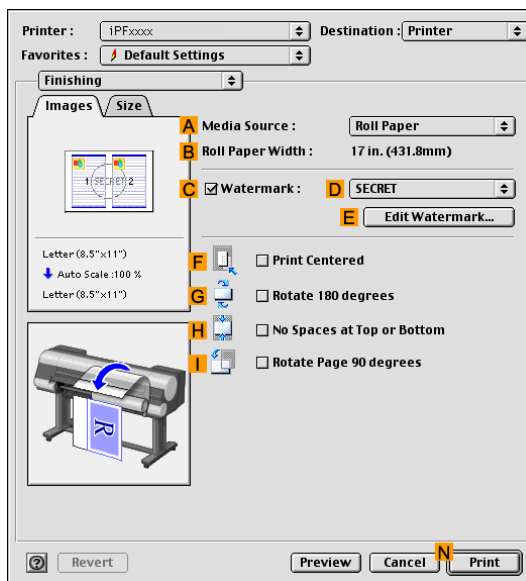 Printer : iPFxxxx Destination : Printer
Favorites : Default Settings
Finishing
Images Size
A Media Source : Roll Paper
B Roll Paper Width : 17 in. (431.8mm)
1 SECRET 2
C Watermark : D SECRET
E Edit Watermark...
Letter (8.5"x11")
Auto Scale :100 %
Letter (8.5"x11")
F Print Centered
G Rotate 180 degrees
H No Spaces at Top or Bottom
I Rotate Page 90 degrees
R
N
? Revert Preview Cancel Print